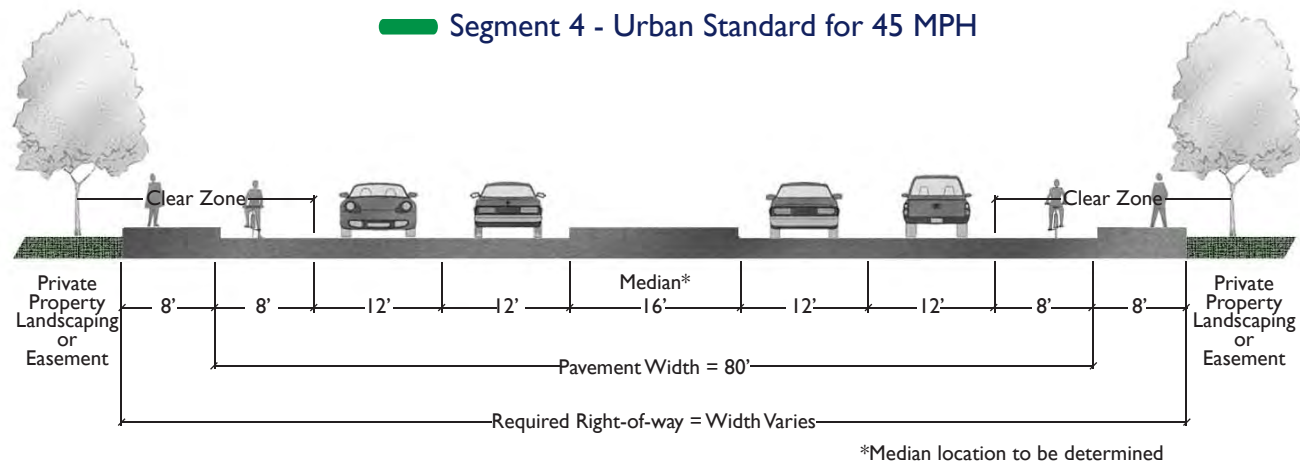 Segment 4 - Urban Standard for 45 MPH
Clear Zone
Clear Zone
Private
Property
Landscaping
or
Easement
8’
8’
12’
12’
Median*
16’
12’
12’
8’
8’
Private
Property
Landscaping
or
Easement
Pavement Width = 80’
Required Right-of-way = Width Varies
*Median location to be determined